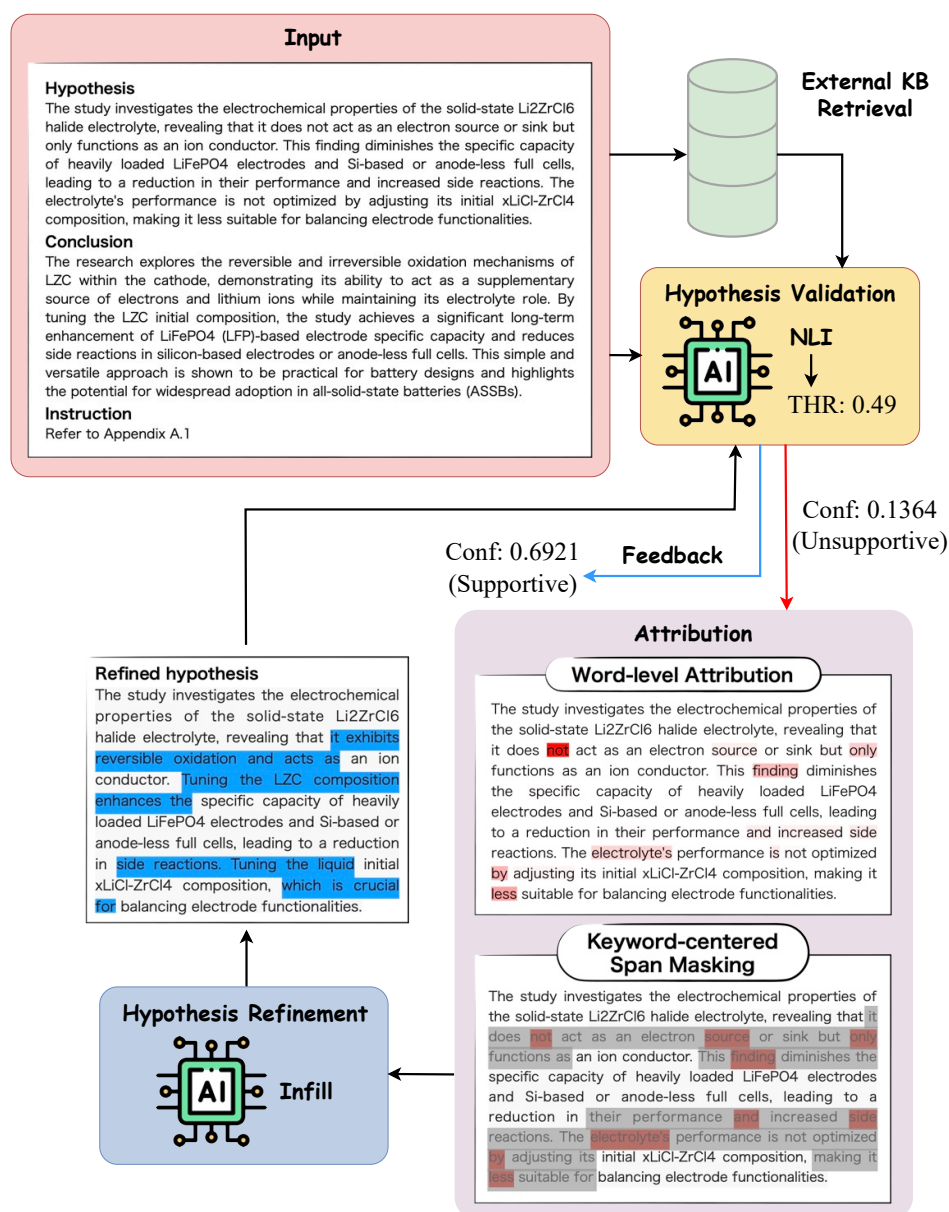 Input
Hypothesis
The study investigates the electrochemical properties of the solid-state Li2ZrCl6
halide electrolyte, revealing that it does not act as an electron source or sink but
only functions as an ion conductor. This finding diminishes the specific capacity
of heavily loaded LiFePO4 electrodes and Si-based or anode-less full cells,
leading to a reduction in their performance and increased side reactions. The
electrolyte's performance is not optimized by adjusting its initial xLiCl-ZrCl4
composition, making it less suitable for balancing electrode functionalities.
Conclusion
The research explores the reversible and irreversible oxidation mechanisms of
LZC within the cathode, demonstrating its ability to act as a supplementary
source of electrons and lithium ions while maintaining its electrolyte role. By
tuning the LZC initial composition, the study achieves a significant long-term
enhancement of LiFePO4 (LFP)-based electrode specific capacity and reduces
side reactions in silicon-based electrodes or anode-less full cells. This simple and
versatile approach is shown to be practical for battery designs and highlights
the potential for widespread adoption in all-solid-state batteries (ASSBs).
Instruction
Refer to Appendix A.1
External KB
Retrieval
Hypothesis Validation
AI
NLI
THR: 0.49
Conf: 0.1364
(Unsupportive)
Conf: 0.6921
(Supportive)
Feedback
Attribution
Word-level Attribution
The study investigates the electrochemical properties of
the solid-state Li2ZrCl6 halide electrolyte, revealing that
it does not act as an electron source or sink but only
functions as an ion conductor. This finding diminishes
the specific capacity of heavily loaded LiFePO4
electrodes and Si-based or anode-less full cells, leading
to a reduction in their performance and increased side
reactions. The electrolyte's performance is not optimized
by adjusting its initial xLiCl-ZrCl4 composition, making it
less suitable for balancing electrode functionalities.
Keyword-centered
Span Masking
The study investigates the electrochemical properties of
the solid-state Li2ZrCl6 halide electrolyte, revealing that it
does not act as an electron source or sink but only
functions as an ion conductor. This finding diminishes the
specific capacity of heavily loaded LiFePO4 electrodes
and Si-based or anode-less full cells, leading to a
reduction in their performance and increased side
reactions. The electrolyte's performance is not optimized
by adjusting its initial xLiCl-ZrCl4 composition, making it
less suitable for balancing electrode functionalities.
Hypothesis Refinement
AI
Infill
Refined hypothesis
The study investigates the electrochemical
properties of the solid-state Li2ZrCl6
halide electrolyte, revealing that it exhibits
reversible oxidation and acts as an ion
conductor. Tuning the LZC composition
enhances the specific capacity of heavily
loaded LiFePO4 electrodes and Si-based or
anode-less full cells, leading to a reduction
in side reactions. Tuning the liquid initial
xLiCl-ZrCl4 composition, which is crucial
for balancing electrode functionalities.